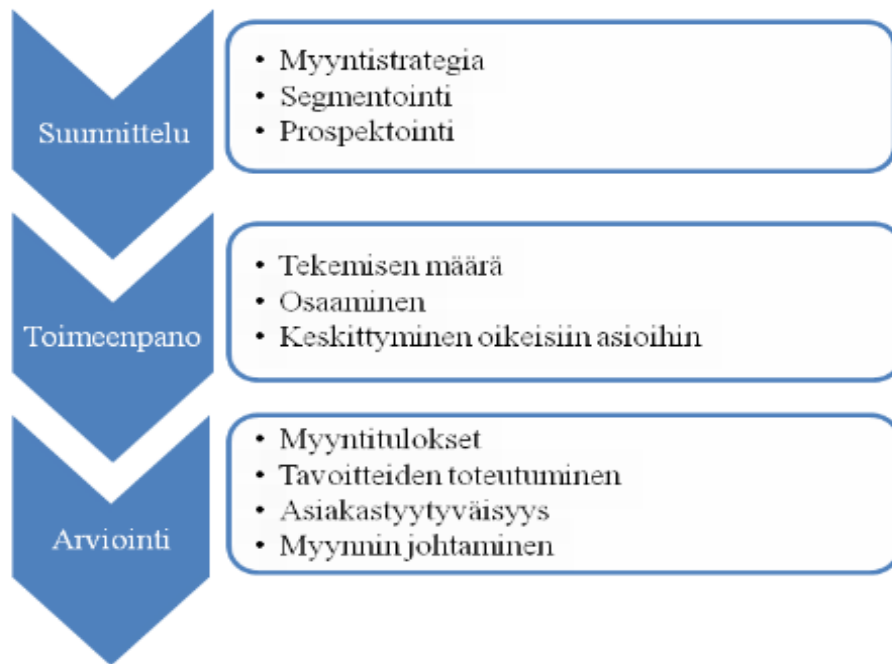 Suunnittelu
• Myyntistrategia
• Segmentointi
• Prospektointi
Toimeenpano
• Tekemisen määrä
• Osaaminen
• Keskittyminen oikeisiin asioihin
Arviointi
• Myyntitulokset
• Tavoitteiden toteutuminen
• Asiakastyytyväisyys
• Myynnin johtaminen